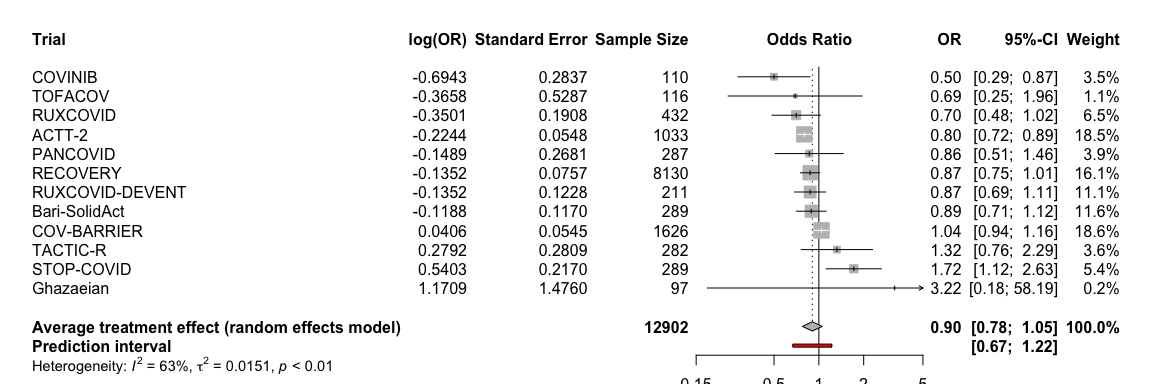 Trial log(OR) Standard Error Sample Size Odds Ratio OR 95%-CI Weight
COVINIB -0.6943 0.2837 110 0.50 [0.29; 0.87] 3.5%
TOFACOV -0.3658 0.5287 116 0.69 [0.25; 1.96] 1.1%
RUXCOVID -0.3501 0.1908 432 0.70 [0.48; 1.02] 6.5%
ACTT-2 -0.2244 0.0548 1033 0.80 [0.72; 0.89] 18.5%
PANCOVID -0.1489 0.2681 287 0.86 [0.51; 1.46] 3.9%
RECOVERY -0.1352 0.0757 8130 0.87 [0.75; 1.01] 16.1%
RUXCOVID-DEVENT -0.1352 0.1228 211 0.87 [0.69; 1.11] 11.1%
Bari-SolidAct -0.1188 0.1170 289 0.89 [0.71; 1.12] 11.6%
COV-BARRIER 0.0406 0.0545 1626 1.04 [0.94; 1.16] 18.6%
TACTIC-R 0.2792 0.2809 282 1.32 [0.76; 2.29] 3.6%
STOP-COVID 0.5403 0.2170 289 1.72 [1.12; 2.63] 5.4%
Ghazaeian 1.1709 1.4760 97 3.22 [0.18; 58.19] 0.2%
Average treatment effect (random effects model) 12902 0.90 [0.78; 1.05] 100.0%
Prediction interval [0.67; 1.22]
Heterogeneity: I² = 63%, τ² = 0.0151, p < 0.01
0.15 0.5 1 2 5